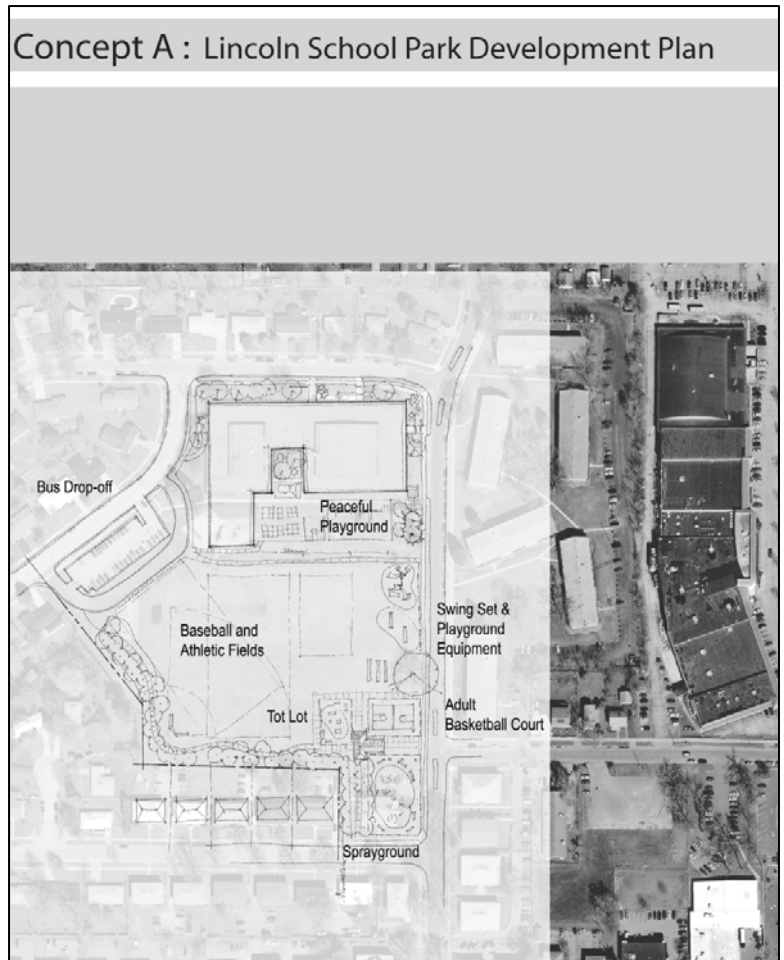 Concept A : Lincoln School Park Development Plan
Bus Drop-off
Peaceful
Playground
Swing Set &
Playground
Equipment
Baseball and
Athletic Fields
Tot Lot
Adult
Basketball Court
Sprayground